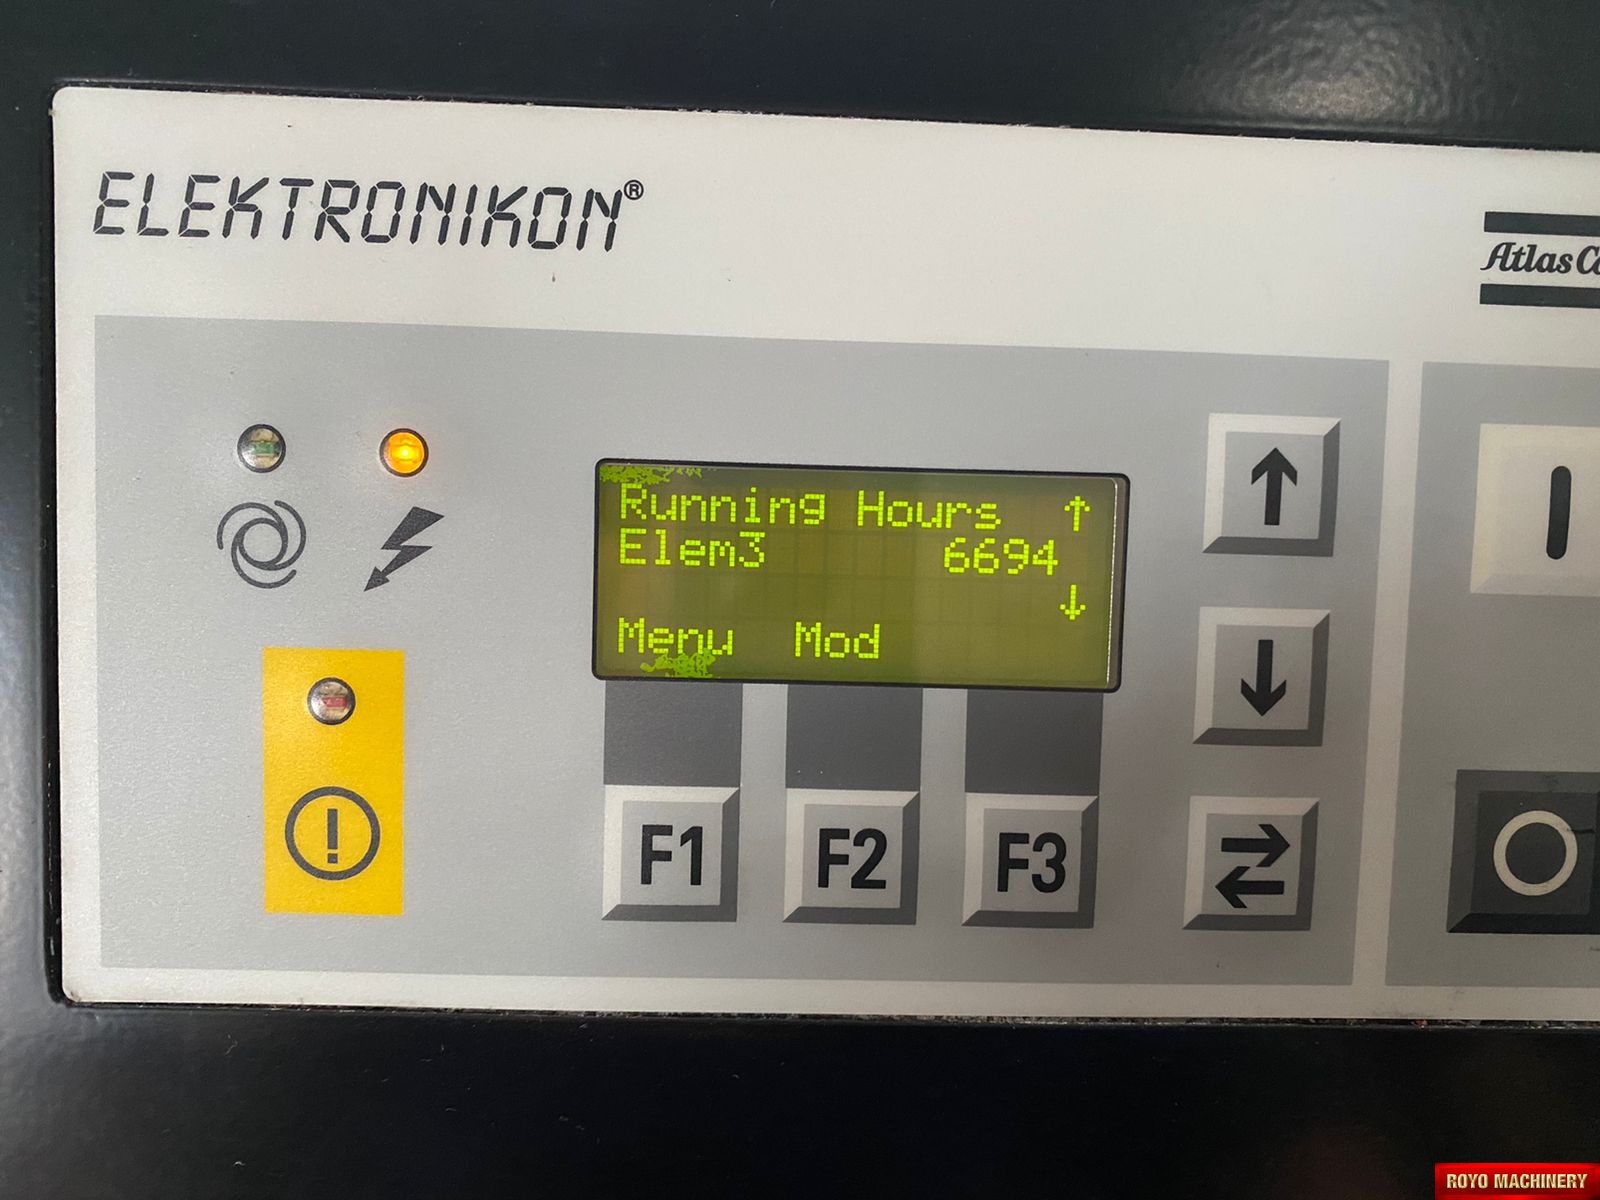 ELEKTRONIKON®
Atlas Co
Running Hours ↑
Elem3 6694
↓
Menu Mod
F1 F2 F3
ROYO MACHINERY